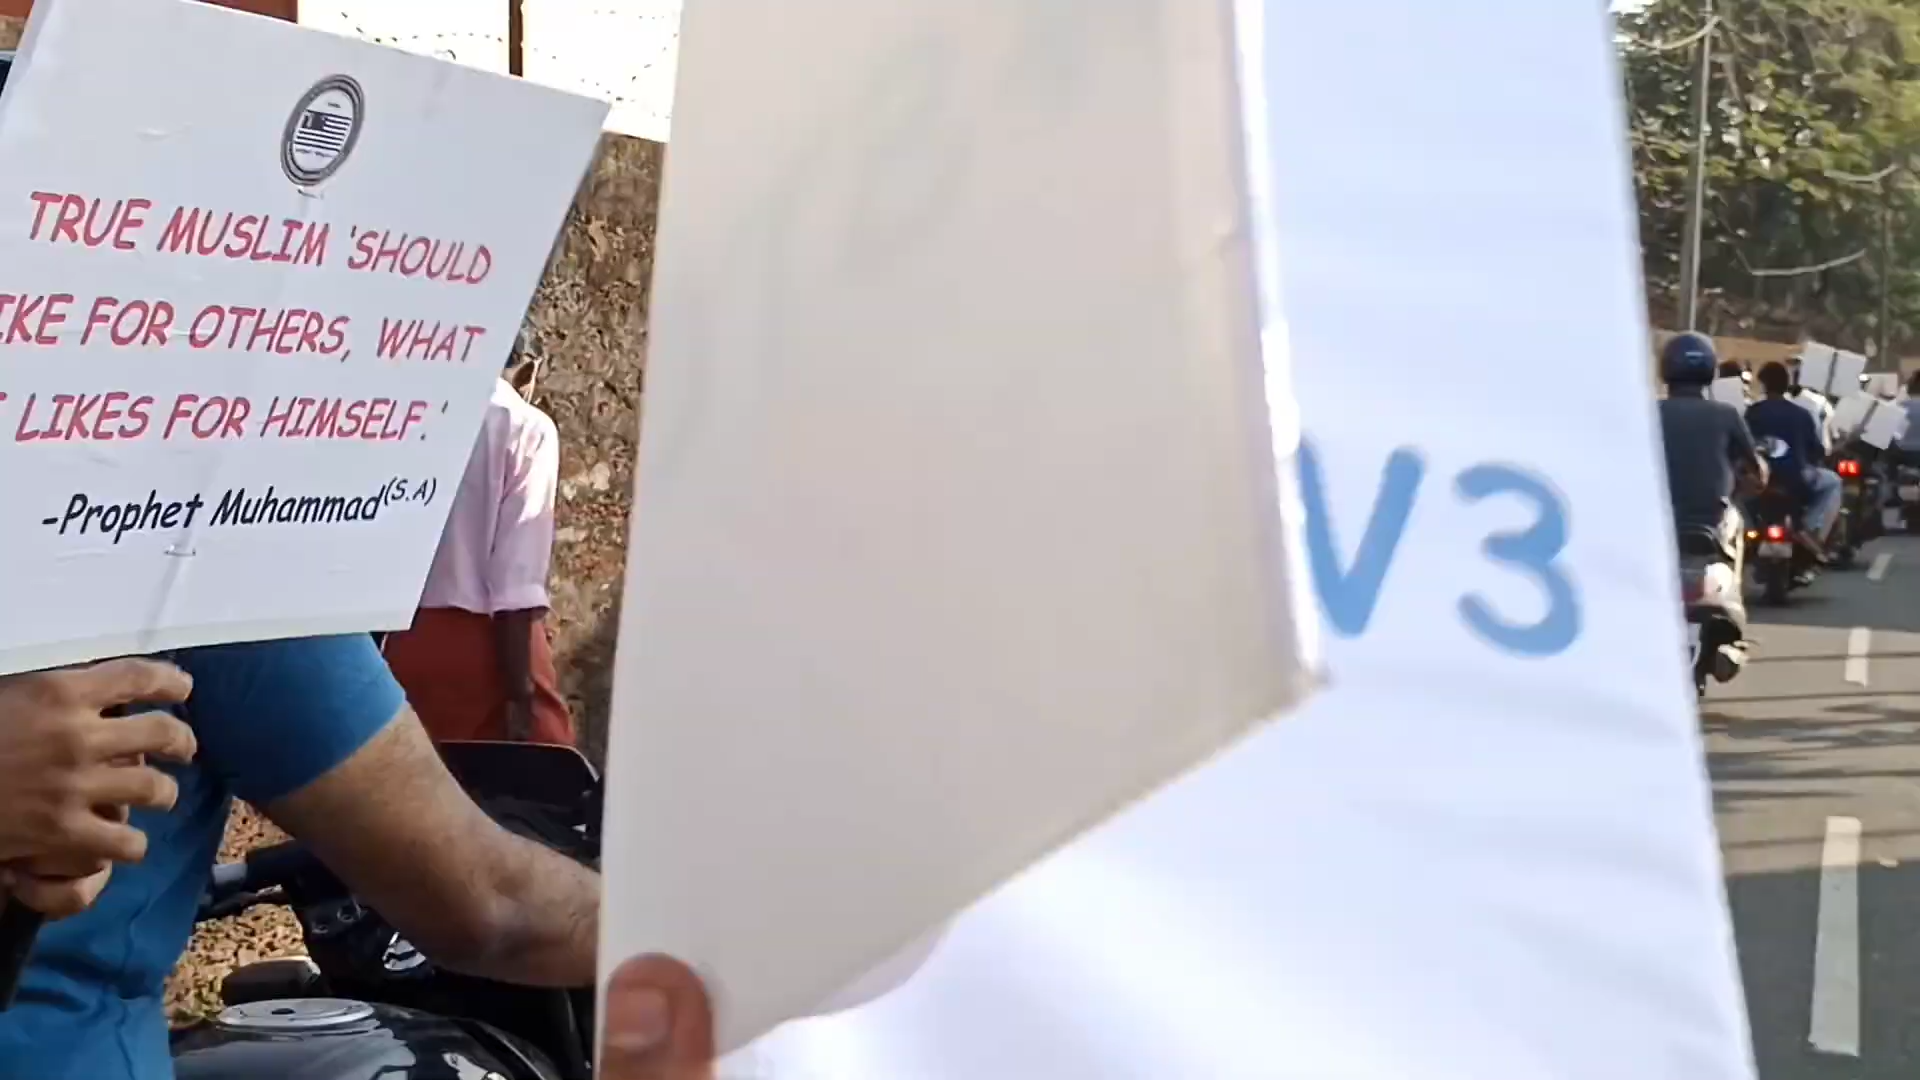 TRUE MUSLIM 'SHOULD
FOR OTHERS, WHAT
LIKES FOR HIMSELF.'
-Prophet Muhammad(S.A)
V3